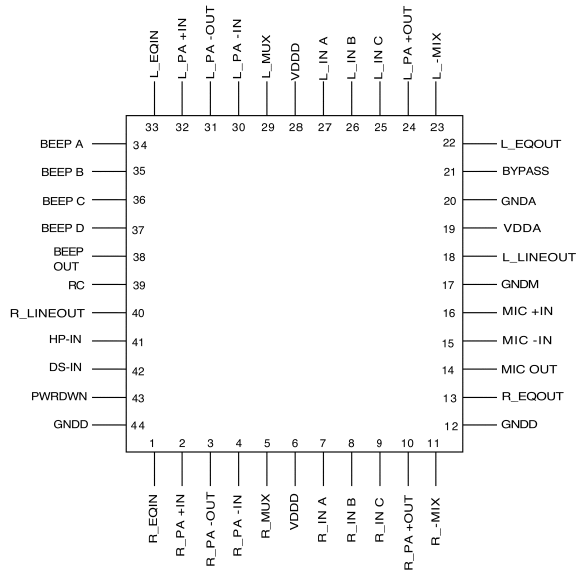 L_EQIN
L_PA +IN
L_PA -OUT
L_PA -IN
L_MUX
VDDD
L_IN A
L_IN B
L_IN C
L_PA +OUT
L_-MIX
33 32 31 30 29 28 27 26 25 24 23
BEEP A 34
BEEP B 35
BEEP C 36
BEEP D 37
BEEP
OUT
38
RC 39
R_LINEOUT 40
HP-IN 41
DS-IN 42
PWRDWN 43
GNDD 44
22 L_EQOUT
21 BYPASS
20 GNDA
19 VDDA
18 L_LINEOUT
17 GNDM
16 MIC +IN
15 MIC -IN
14 MIC OUT
13 R_EQOUT
12 GNDD
1 2 3 4 5 6 7 8 9 10 11
R_EQIN
R_PA +IN
R_PA -OUT
R_PA -IN
R_MUX
VDDD
R_IN A
R_IN B
R_IN C
R_PA +OUT
R_-MIX